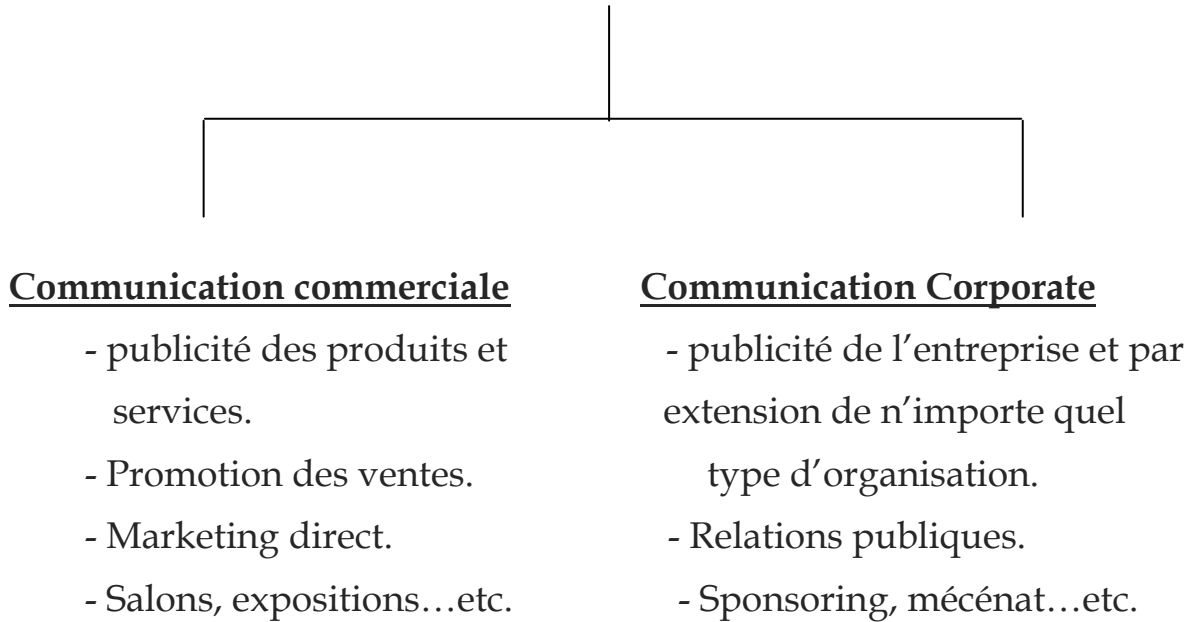 Communication commerciale
- publicité des produits et
services.
- Promotion des ventes.
- Marketing direct.
- Salons, expositions…etc.
Communication Corporate
- publicité de l’entreprise et par
extension de n’importe quel
type d’organisation.
- Relations publiques.
- Sponsoring, mécénat…etc.